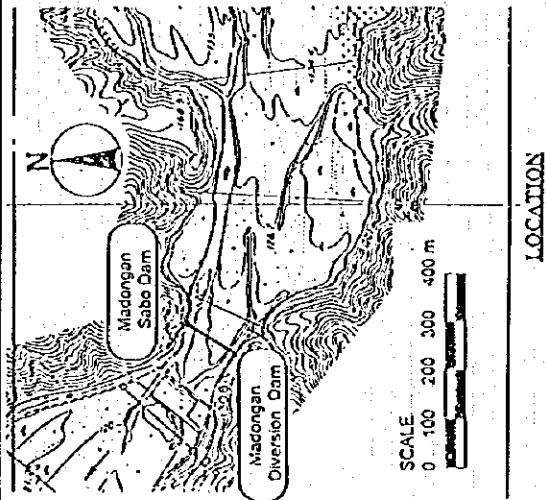 N
Madongan
Sabo Dam
Madongan
Diversion Dam
SCALE
0 100 200 300 400 m
LOCATION